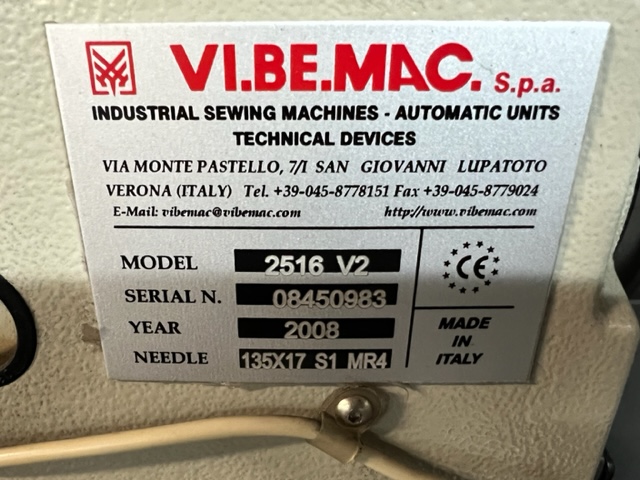 VI.BE.MAC. S.p.a.
INDUSTRIAL SEWING MACHINES - AUTOMATIC UNITS
TECHNICAL DEVICES
VIA MONTE PASTELLO, 7/I SAN GIOVANNI LUPATOTO
VERONA (ITALY) Tel. +39-045-8778151 Fax +39-045-8779024
E-Mail: vibemac@vibemac.com http://www.vibemac.com
MODEL 2516 V2
SERIAL N. 08450983
YEAR 2008
NEEDLE 135X17 S1 MR4
CE
MADE IN
ITALY